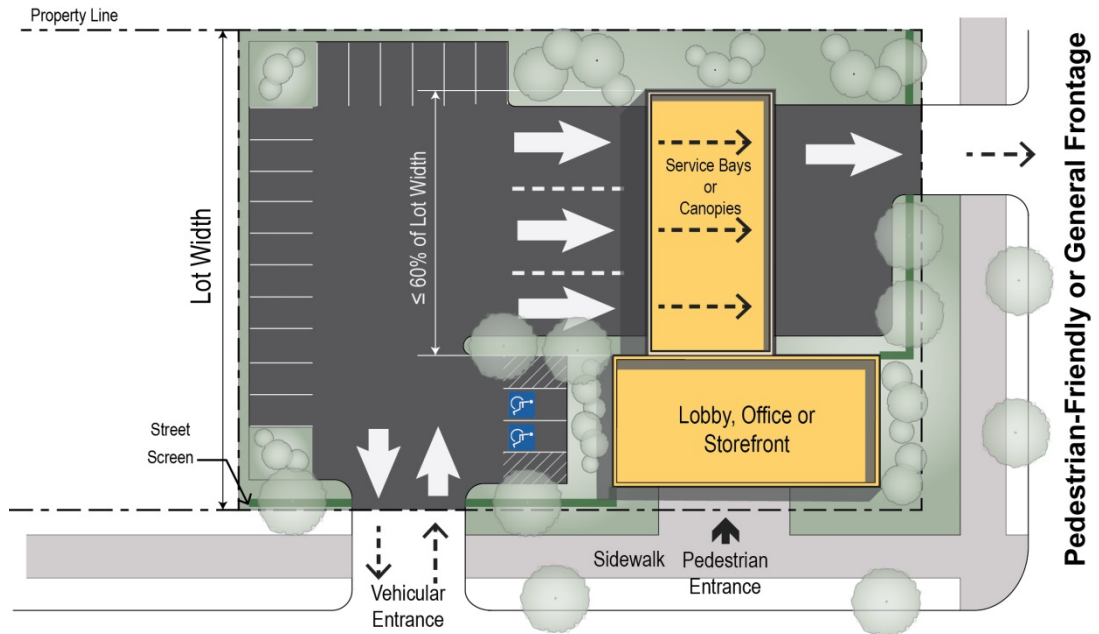 Property Line
Lot Width
≤ 60% of Lot Width
Service Bays
or
Canopies
Pedestrian-Friendly or General Frontage
Lobby, Office or
Storefront
Street
Screen
Sidewalk
Pedestrian
Entrance
Vehicular
Entrance